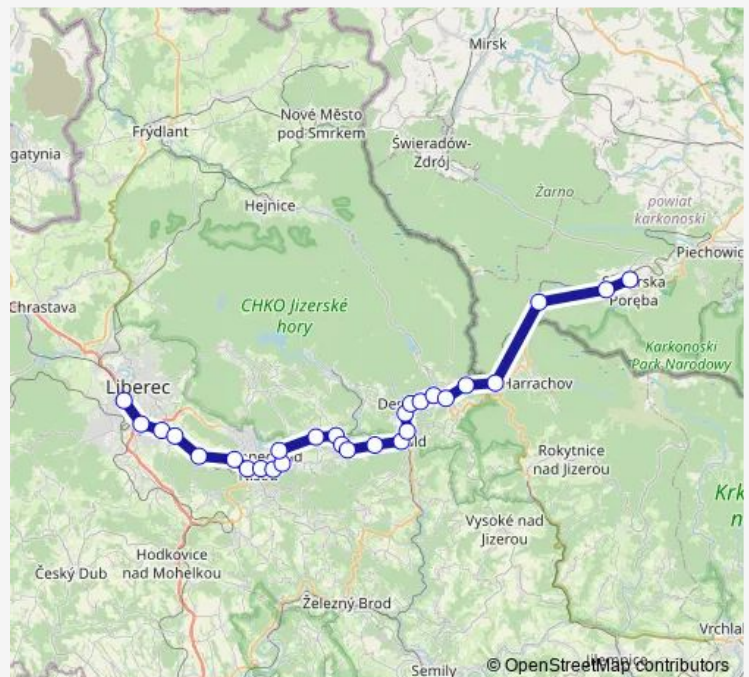 Mirsk
Nové Město
pod Smrkem
Frýdlant
Świeradów-
Zdrój
gatynia
Żarno
powiat
karkonoski
Hejnice
Piechowic
Chrastava
CHKO Jizerské
hory
Poręba
Karkonoski
Park Narodowy
Liberec
Harrachov
Rokytnice
nad Jizerou
Krk
n
Vysoké nad
Jizerou
Hodkovice
nad Mohelkou
Český Dub
Železný Brod
Vrchla
Semily
© OpenStreetMap contributors